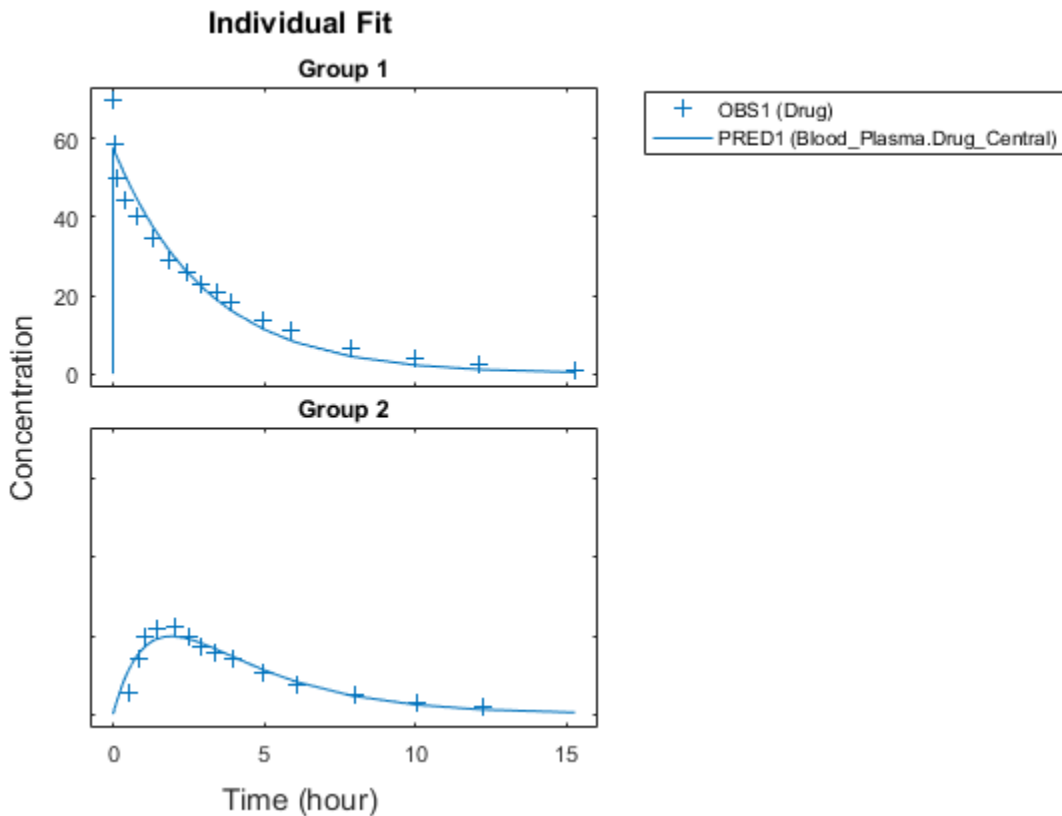 Individual Fit
Group 1
OBS1 (Drug)
PRED1 (Blood_Plasma.Drug_Central)
60
40
20
0
Concentration
Group 2
0 5 10 15
Time (hour)